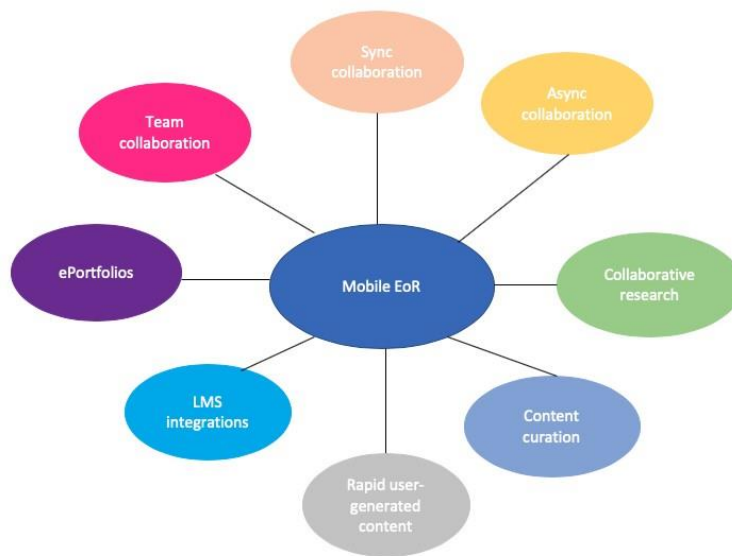 Sync
collaboration
Team
collaboration
Async
collaboration
ePortfolios
Mobile EoR
Collaborative
research
LMS
integrations
Content
curation
Rapid user-
generated
content